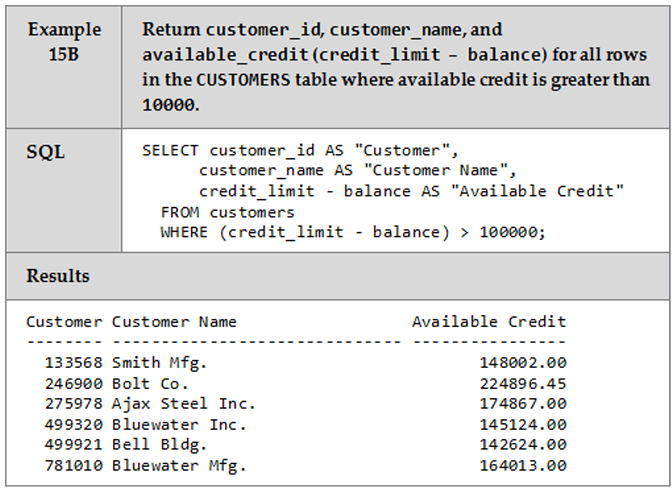 Example
15B
Return customer_id, customer_name, and
available_credit (credit_limit – balance) for all rows
in the CUSTOMERS table where available credit is greater than
10000.
SQL
SELECT customer_id AS "Customer",
customer_name AS "Customer Name",
credit_limit - balance AS "Available Credit"
FROM customers
WHERE (credit_limit - balance) > 100000;
Results
Customer Customer Name Available Credit
-------- ------------------------------ ----------------
133568 Smith Mfg. 148002.00
246900 Bolt Co. 224896.45
275978 Ajax Steel Inc. 174867.00
499320 Bluewater Inc. 145124.00
499921 Bell Bldg. 142624.00
781010 Bluewater Mfg. 164013.00